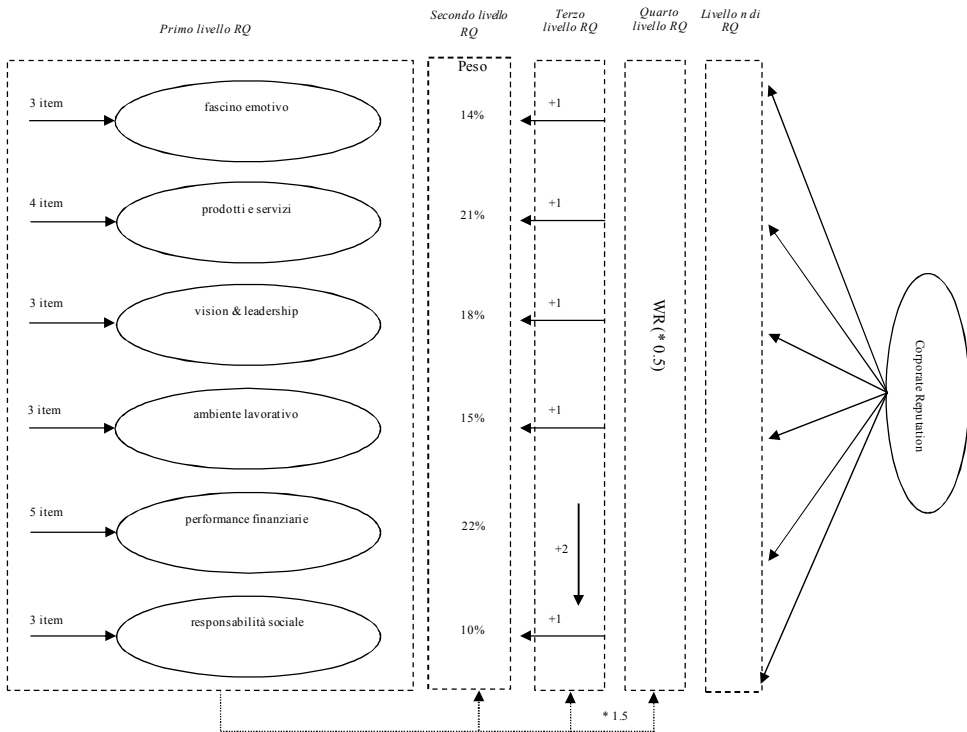 Primo livello RQ
Secondo livello
RQ
Terzo
livello RQ
Quarto
livello RQ
Livello n di
RQ
Peso
3 item
fascino emotivo
14%
+1
4 item
prodotti e servizi
21%
+1
3 item
vision & leadership
18%
+1
WR (* 0.5)
3 item
ambiente lavorativo
15%
+1
Corporate Reputation
5 item
performance finanziarie
22%
+2
3 item
responsabilità sociale
10%
+1
* 1.5